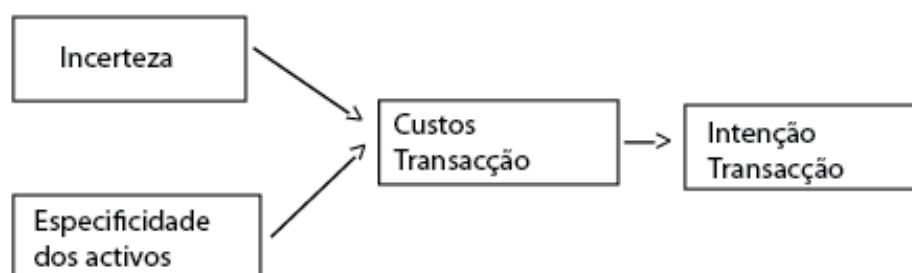 Incerteza
Custos
Transacção
Intenção
Transacção
Especificidade
dos activos